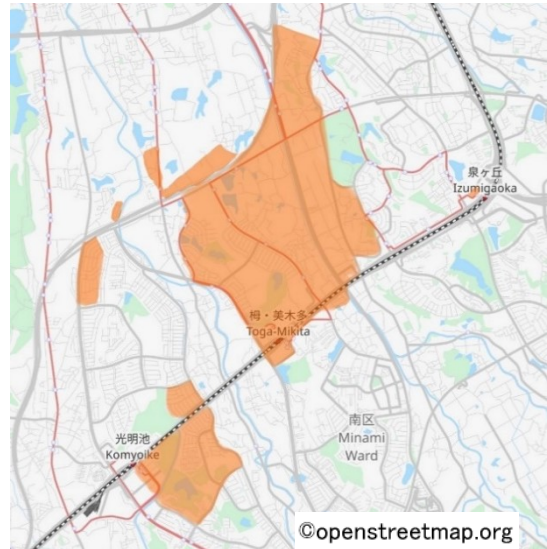 泉ヶ丘
Izumigaoka
栂・美木多
Toga-Mikita
南区
Minami
Ward
光明池
Komyoike
©openstreetmap.org